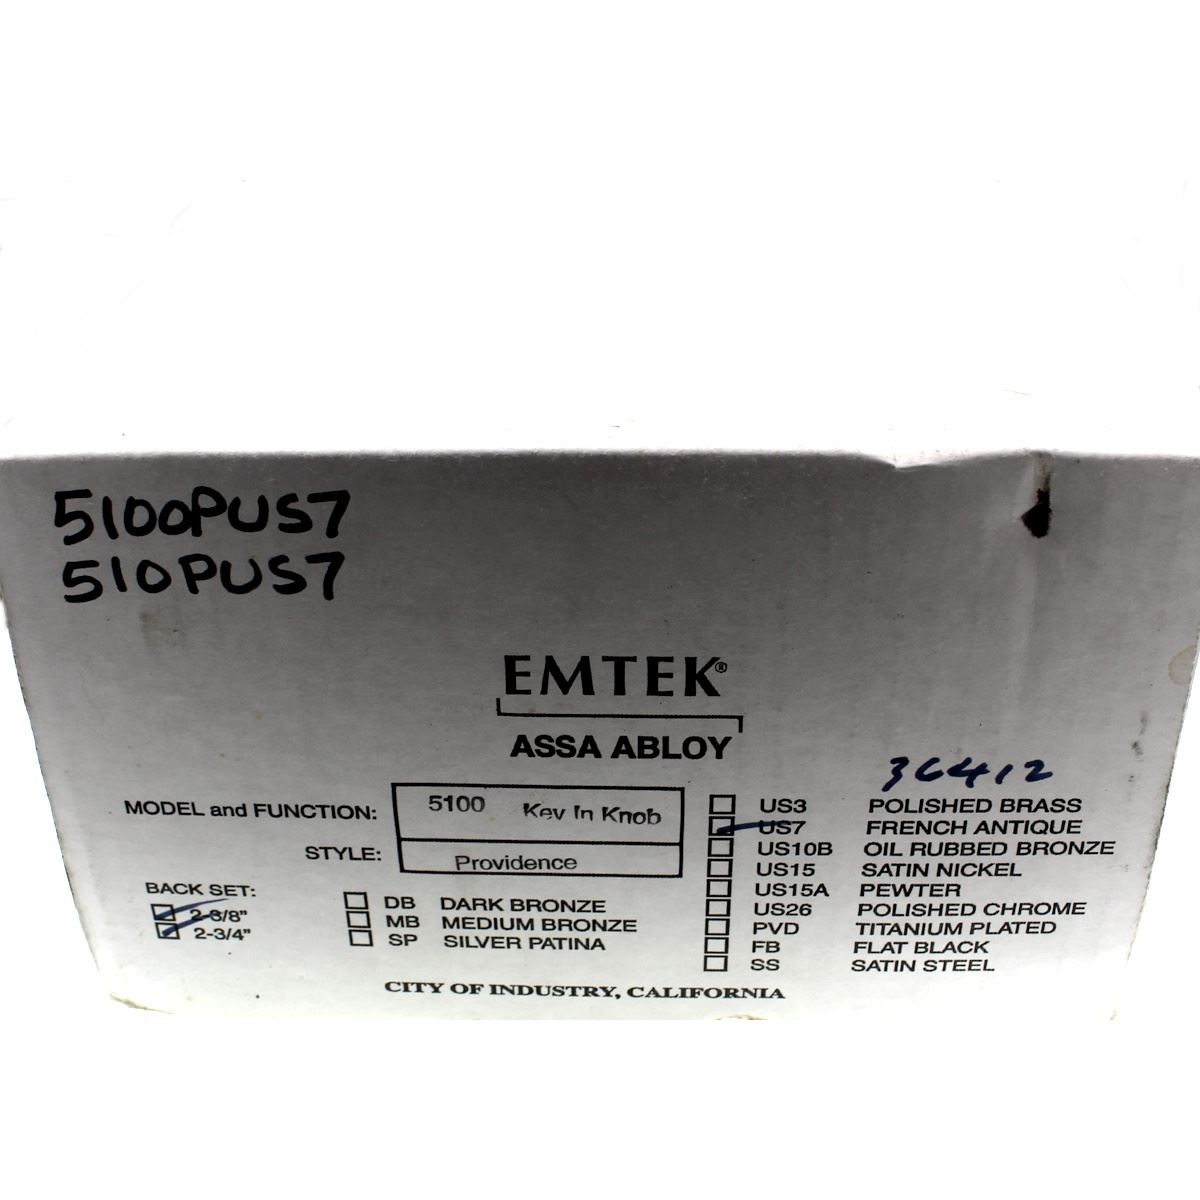 5100PUS7
510PUS7
EMTEK®
ASSA ABLOY
36412
MODEL and FUNCTION: 5100 Key In Knob
STYLE: Providence
BACK SET:
2-3/8"
2-3/4"
DB DARK BRONZE
MB MEDIUM BRONZE
SP SILVER PATINA
US3 POLISHED BRASS
US7 FRENCH ANTIQUE
US10B OIL RUBBED BRONZE
US15 SATIN NICKEL
US15A PEWTER
US26 POLISHED CHROME
PVD TITANIUM PLATED
FB FLAT BLACK
SS SATIN STEEL
CITY OF INDUSTRY, CALIFORNIA